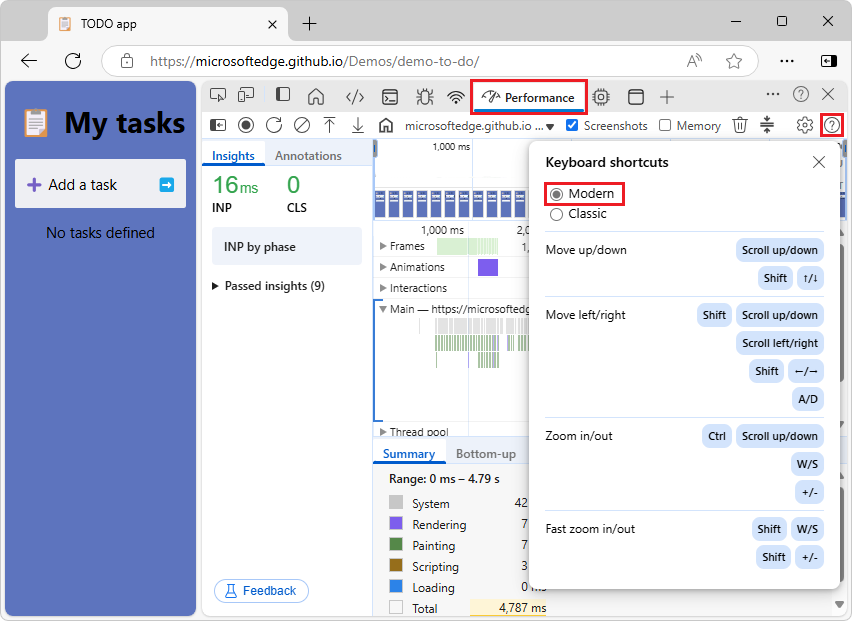 TODO app
https://microsoftedge.github.io/Demos/demo-to-do/
My tasks
Add a task
No tasks defined
Performance
microsoftedge.github.io ...
Screenshots
Memory
Insights
Annotations
16ms
INP
0
CLS
INP by phase
Passed insights (9)
Feedback
1,000 ms
1,000 ms
Frames
Animations
Interactions
Main — https://microsoftedg
Thread pool
Summary
Bottom-up
Range: 0 ms – 4.79 s
System 42
Rendering 7
Painting 7
Scripting 3
Loading 0 ms
Total 4,787 ms
Keyboard shortcuts
Modern
Classic
Move up/down Scroll up/down
Shift ↑/↓
Move left/right Shift Scroll up/down
Scroll left/right
Shift ←/→
A/D
Zoom in/out Ctrl Scroll up/down
W/S
+/-
Fast zoom in/out Shift W/S
Shift +/-